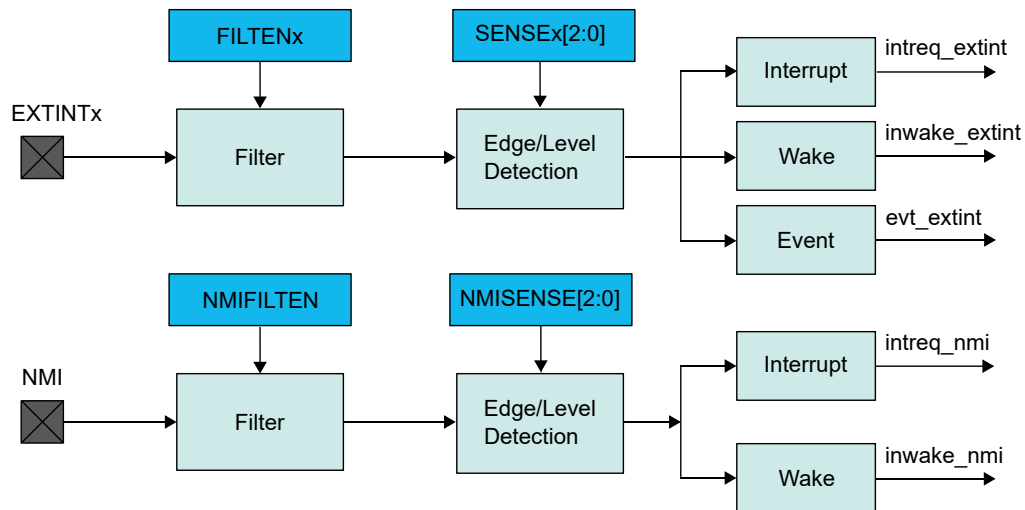 FILTENx
SENSEx[2:0]
EXTINTx
Filter
Edge/Level
Detection
Interrupt
intreq_extint
Wake
inwake_extint
Event
evt_extint
NMIFILTEN
NMISENSE[2:0]
NMI
Filter
Edge/Level
Detection
Interrupt
intreq_nmi
Wake
inwake_nmi